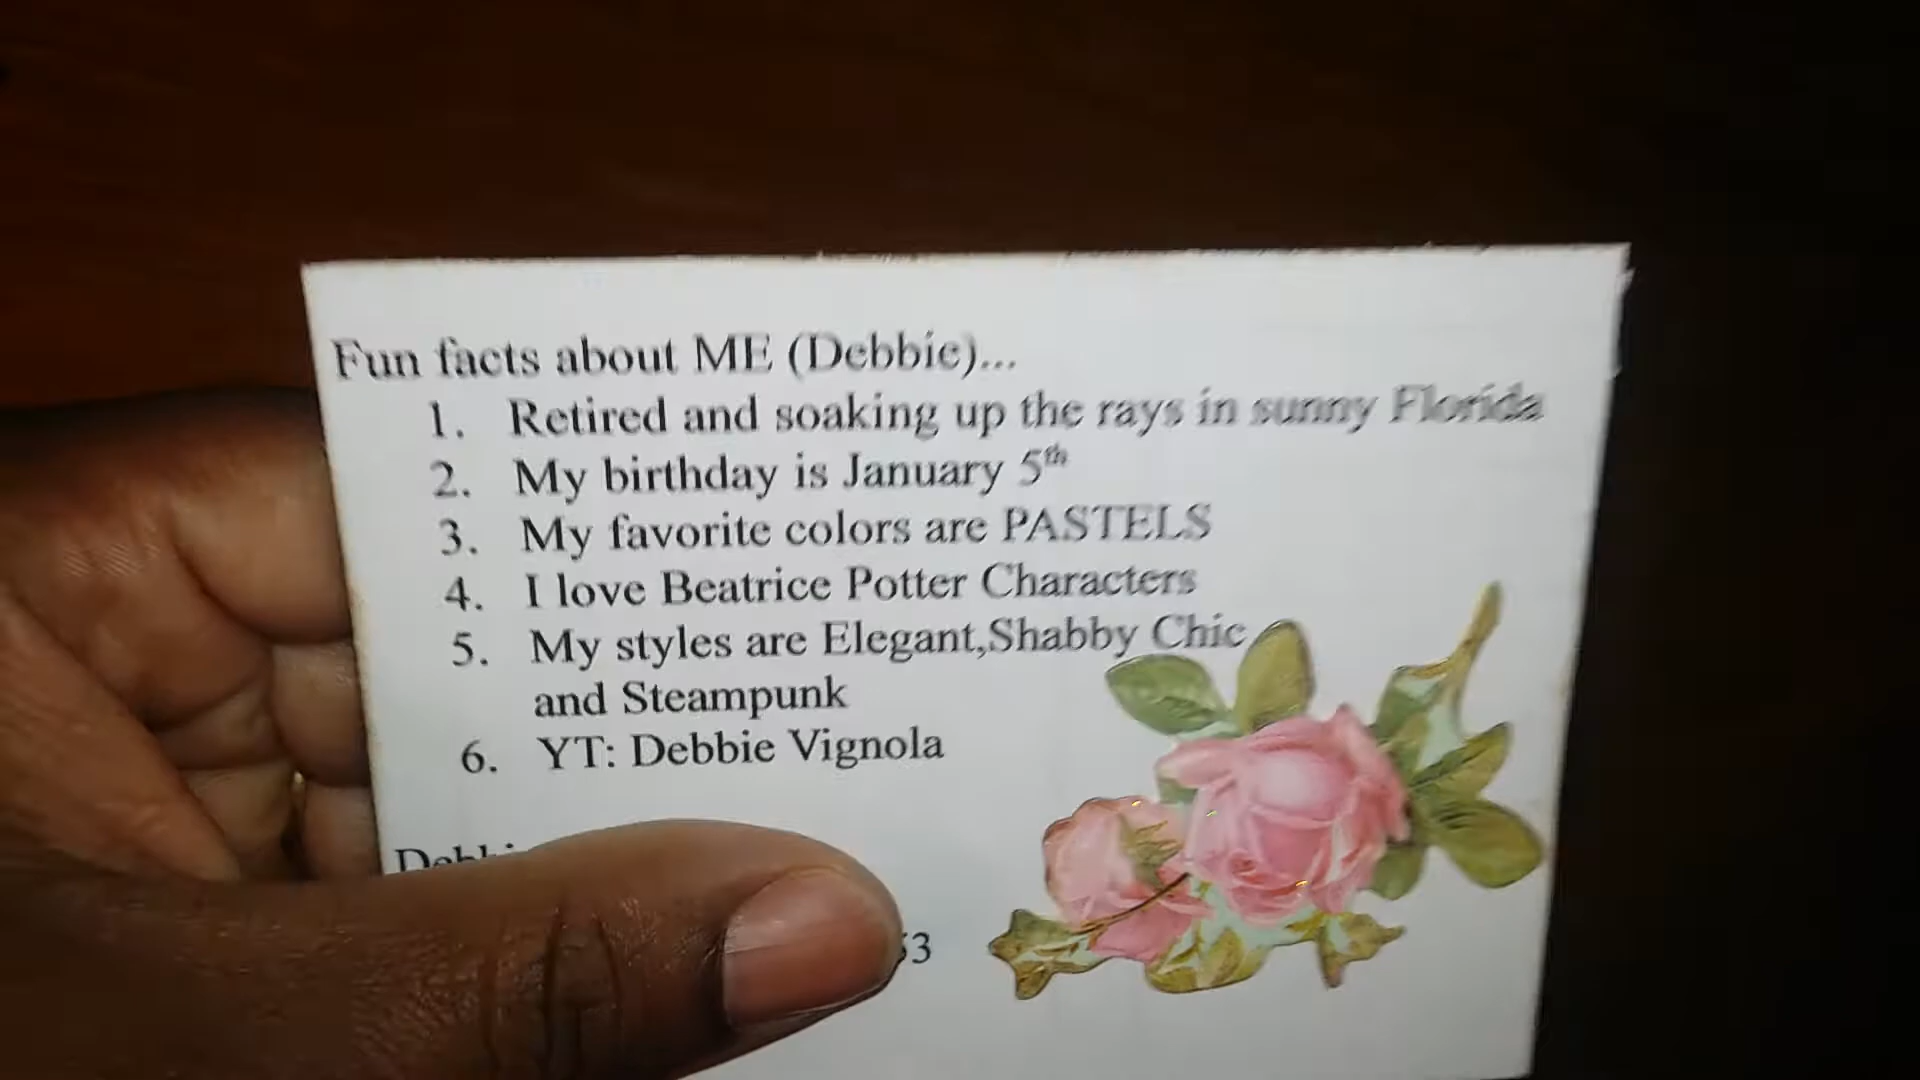 Fun facts about ME (Debbie)...
1. Retired and soaking up the rays in sunny Florida
2. My birthday is January 5th
3. My favorite colors are PASTELS
4. I love Beatrice Potter Characters
5. My styles are Elegant,Shabby Chic
and Steampunk
6. YT: Debbie Vignola